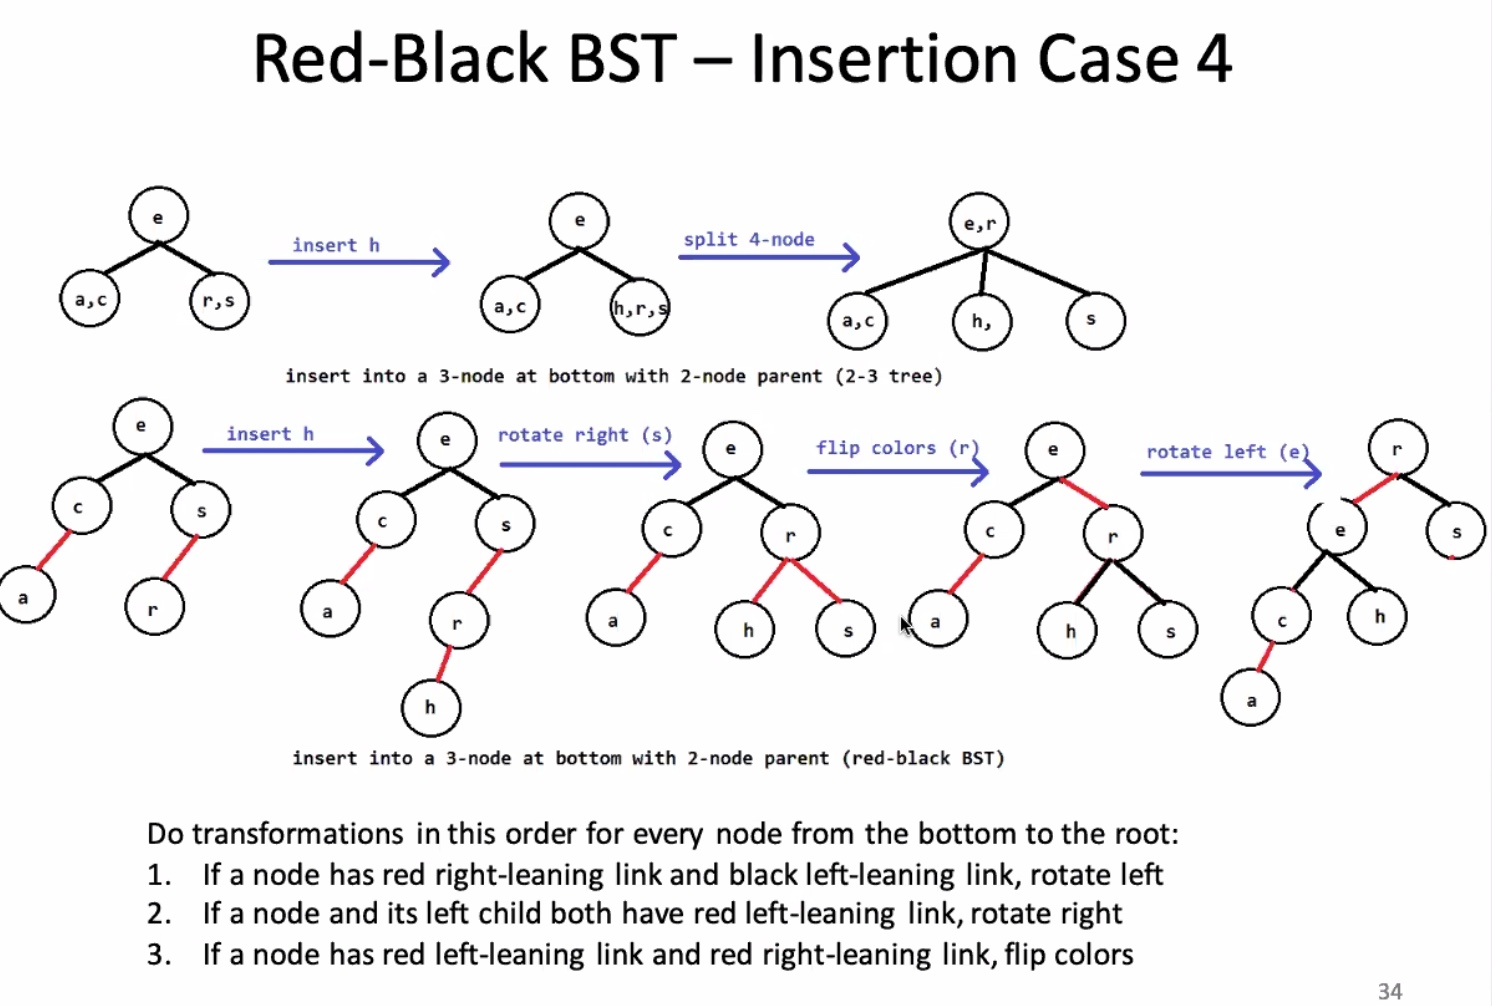 Red-Black BST – Insertion Case 4
e
a,c
r,s
insert h
e
a,c
h,r,s
split 4-node
e,r
a,c
h,
s
insert into a 3-node at bottom with 2-node parent (2-3 tree)
e
c
s
a
r
insert h
e
c
s
a
r
h
rotate right (s)
e
c
r
a
h
s
flip colors (r)
e
c
r
a
h
s
rotate left (e)
r
e
s
c
h
a
insert into a 3-node at bottom with 2-node parent (red-black BST)
Do transformations in this order for every node from the bottom to the root:
1. If a node has red right-leaning link and black left-leaning link, rotate left
2. If a node and its left child both have red left-leaning link, rotate right
3. If a node has red left-leaning link and red right-leaning link, flip colors
34